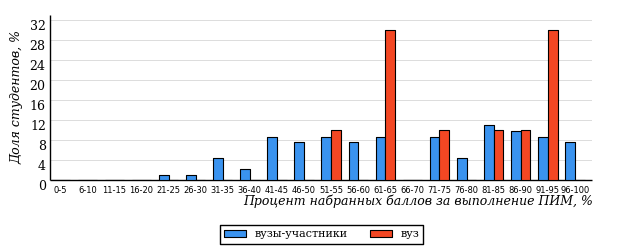 Доля студентов, %
32
28
24
20
16
12
8
4
0
0-5 6-10 11-15 16-20 21-25 26-30 31-35 36-40 41-45 46-50 51-55 56-60 61-65 66-70 71-75 76-80 81-85 86-90 91-95 96-100
Процент набранных баллов за выполнение ПИМ, %
вузы-участники вуз